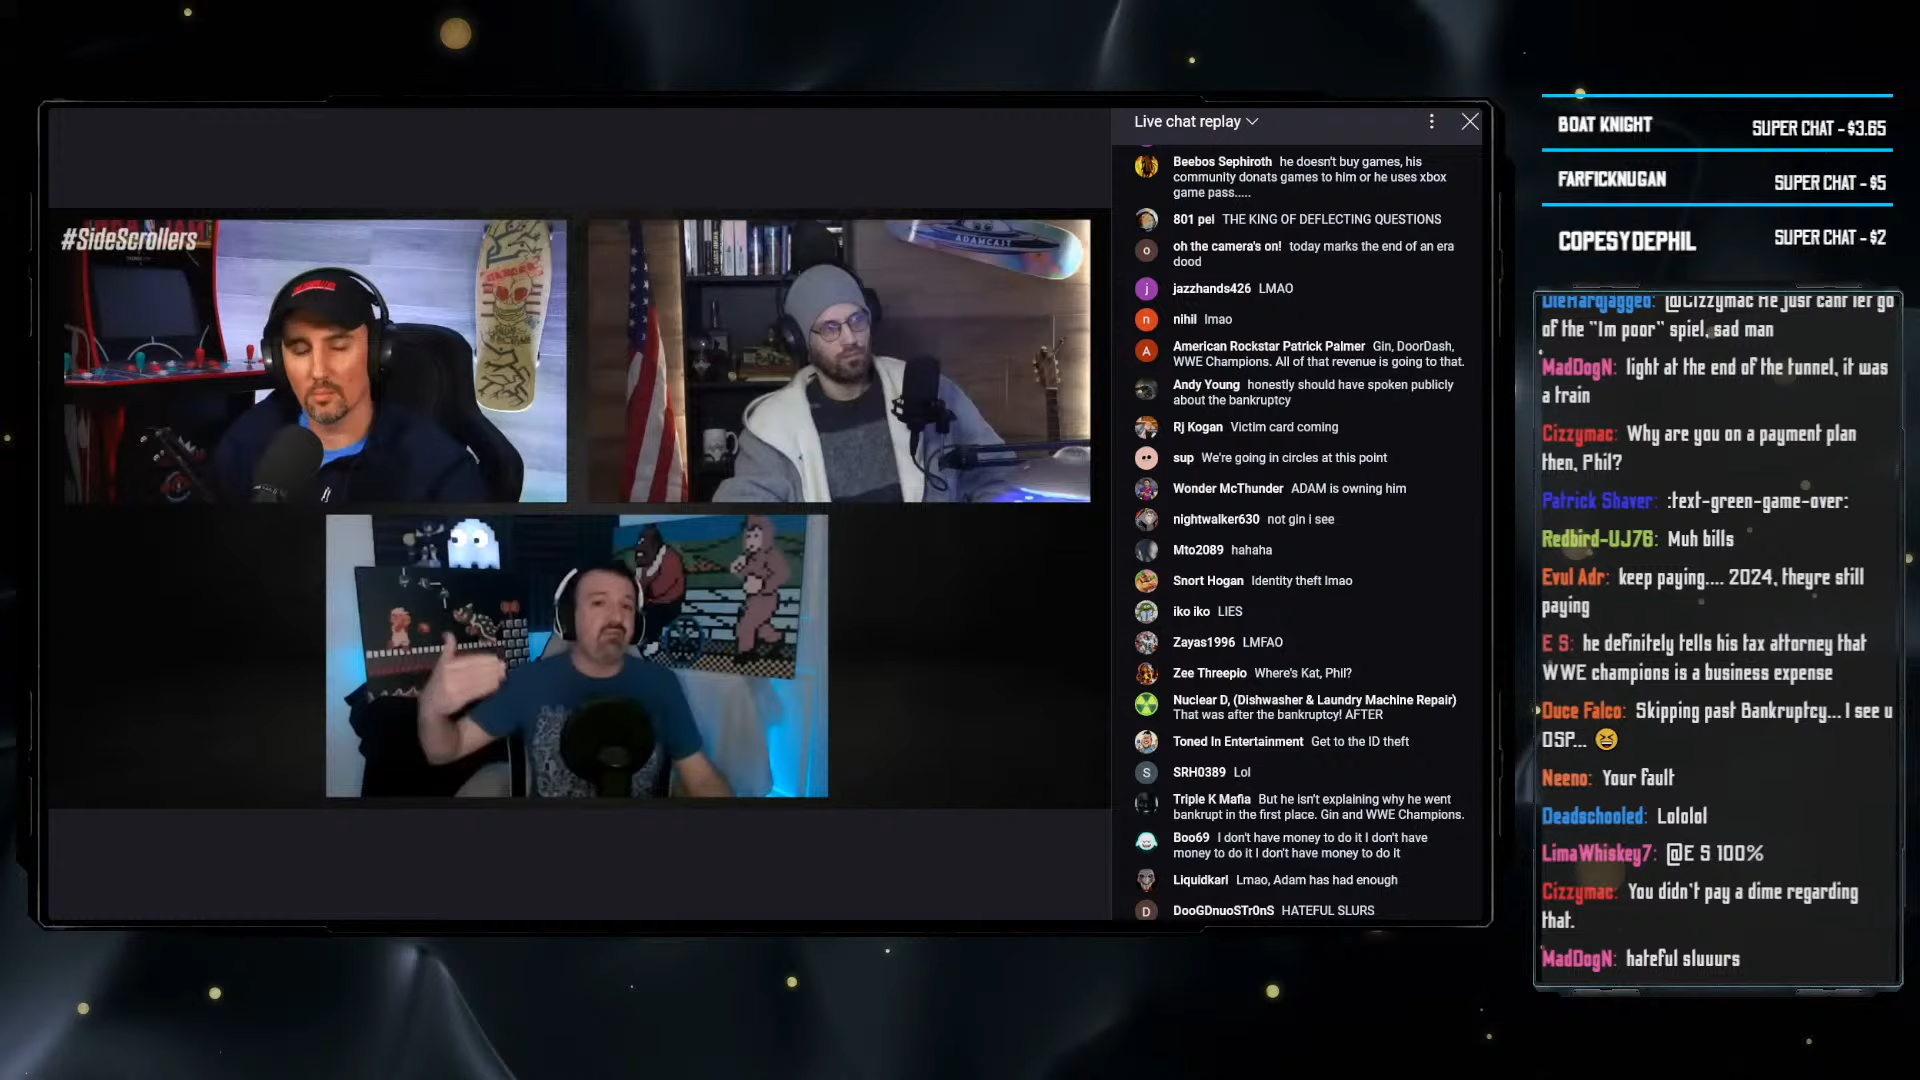 #SideScrollers
ADAMCAST
Live chat replay
Beebos Sephiroth he doesn't buy games, his
community donats games to him or he uses xbox
game pass.....
801 pel THE KING OF DEFLECTING QUESTIONS
oh the camera's on! today marks the end of an era
dood
jazzhands426 LMAO
nihil lmao
American Rockstar Patrick Palmer Gin, DoorDash,
WWE Champions. All of that revenue is going to that.
Andy Young honestly should have spoken publicly
about the bankruptcy
Rj Kogan Victim card coming
sup We're going in circles at this point
Wonder McThunder ADAM is owning him
nightwalker630 not gin i see
Mto2089 hahaha
Snort Hogan Identity theft lmao
iko iko LIES
Zayas1996 LMFAO
Zee Threepio Where's Kat, Phil?
Nuclear D, (Dishwasher & Laundry Machine Repair)
That was after the bankruptcy! AFTER
Toned In Entertainment Get to the ID theft
SRH0389 Lol
Triple K Mafia But he isn't explaining why he went
bankrupt in the first place. Gin and WWE Champions.
Boo69 I don't have money to do it I don't have
money to do it I don't have money to do it
Liquidkarl Lmao, Adam has had enough
DooGDnuoSTr0nS HATEFUL SLURS
BOAT KNIGHT SUPER CHAT - $3.65
FARFICKNUGAN SUPER CHAT - $5
COPESYDEPHIL SUPER CHAT - $2
DieHardJagged: @Cizzymac He just can't let go
of the "Im poor" spiel, sad man
MadDogN: light at the end of the tunnel, it was
a train
Cizzymac: Why are you on a payment plan
then, Phil?
Patrick Shaver: :text-green-game-over:
Redbird-UJ76: Muh bills
Evul Adr: keep paying.... 2024, theyre still
paying
E S: he definitely tells his tax attorney that
WWE champions is a business expense
Duce Falco: Skipping past Bankruptcy... I see u
DSP... 😆
Neeno: Your fault
Deadschooled: Lololol
LimaWhiskey7: @E S 100%
Cizzymac: You didn't pay a dime regarding
that.
MadDogN: hateful sluuurs